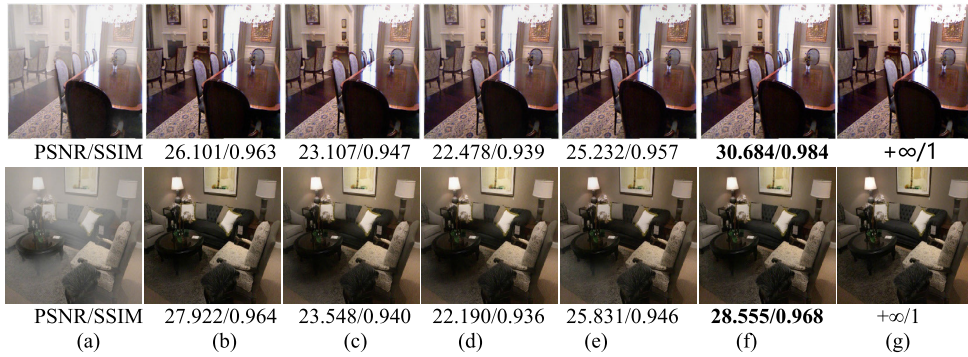 PSNR/SSIM 26.101/0.963 23.107/0.947 22.478/0.939 25.232/0.957 30.684/0.984 +∞/1
PSNR/SSIM 27.922/0.964 23.548/0.940 22.190/0.936 25.831/0.946 28.555/0.968 +∞/1
(a) (b) (c) (d) (e) (f) (g)